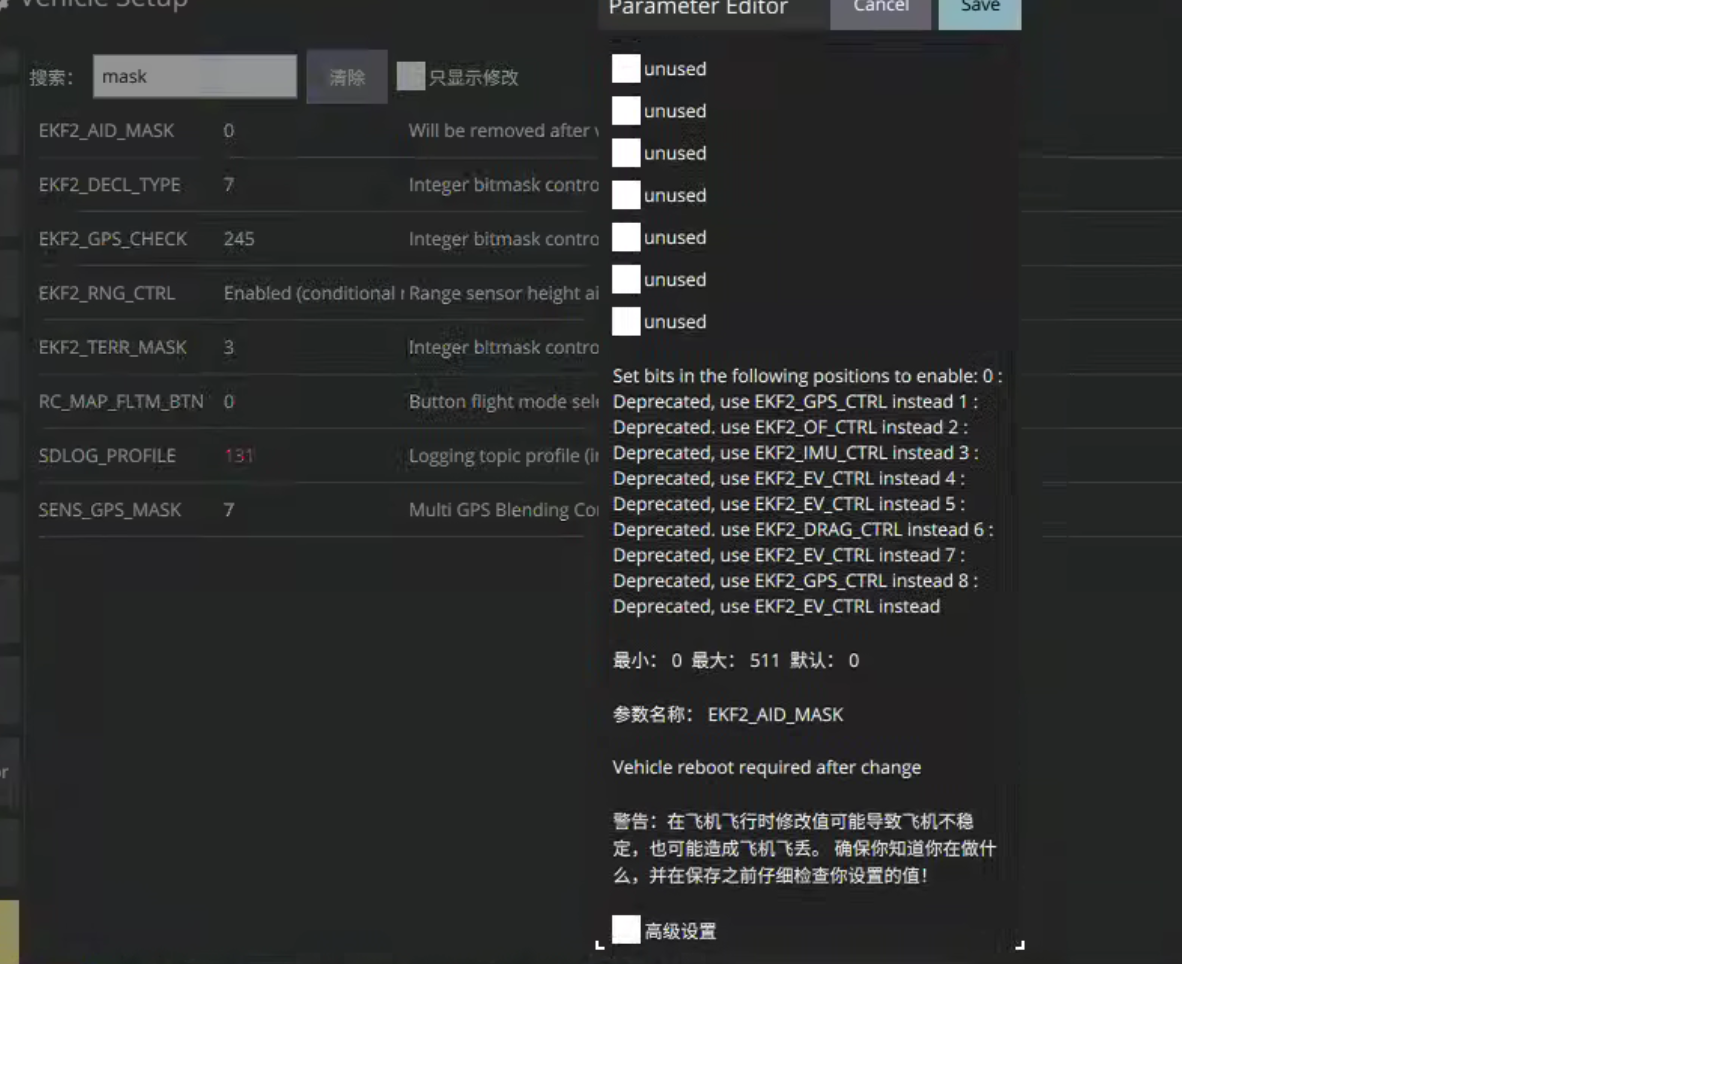 Vehicle Setup
搜索： mask 清除 只显示修改
EKF2_AID_MASK 0 Will be removed after
EKF2_DECL_TYPE 7 Integer bitmask contro
EKF2_GPS_CHECK 245 Integer bitmask contro
EKF2_RNG_CTRL Enabled (conditional r Range sensor height ai
EKF2_TERR_MASK 3 Integer bitmask contro
RC_MAP_FLTM_BTN 0 Button flight mode sele
SDLOG_PROFILE 131 Logging topic profile (i
SENS_GPS_MASK 7 Multi GPS Blending Co
or
Parameter Editor Cancel Save
unused
unused
unused
unused
unused
unused
unused
Set bits in the following positions to enable: 0 :
Deprecated, use EKF2_GPS_CTRL instead 1 :
Deprecated. use EKF2_OF_CTRL instead 2 :
Deprecated, use EKF2_IMU_CTRL instead 3 :
Deprecated, use EKF2_EV_CTRL instead 4 :
Deprecated, use EKF2_EV_CTRL instead 5 :
Deprecated. use EKF2_DRAG_CTRL instead 6 :
Deprecated, use EKF2_EV_CTRL instead 7 :
Deprecated, use EKF2_GPS_CTRL instead 8 :
Deprecated, use EKF2_EV_CTRL instead
最小： 0 最大： 511 默认： 0
参数名称： EKF2_AID_MASK
Vehicle reboot required after change
警告：在飞机飞行时修改值可能导致飞机不稳
定，也可能造成飞机飞丢。 确保你知道你在做什
么，并在保存之前仔细检查你设置的值！
高级设置